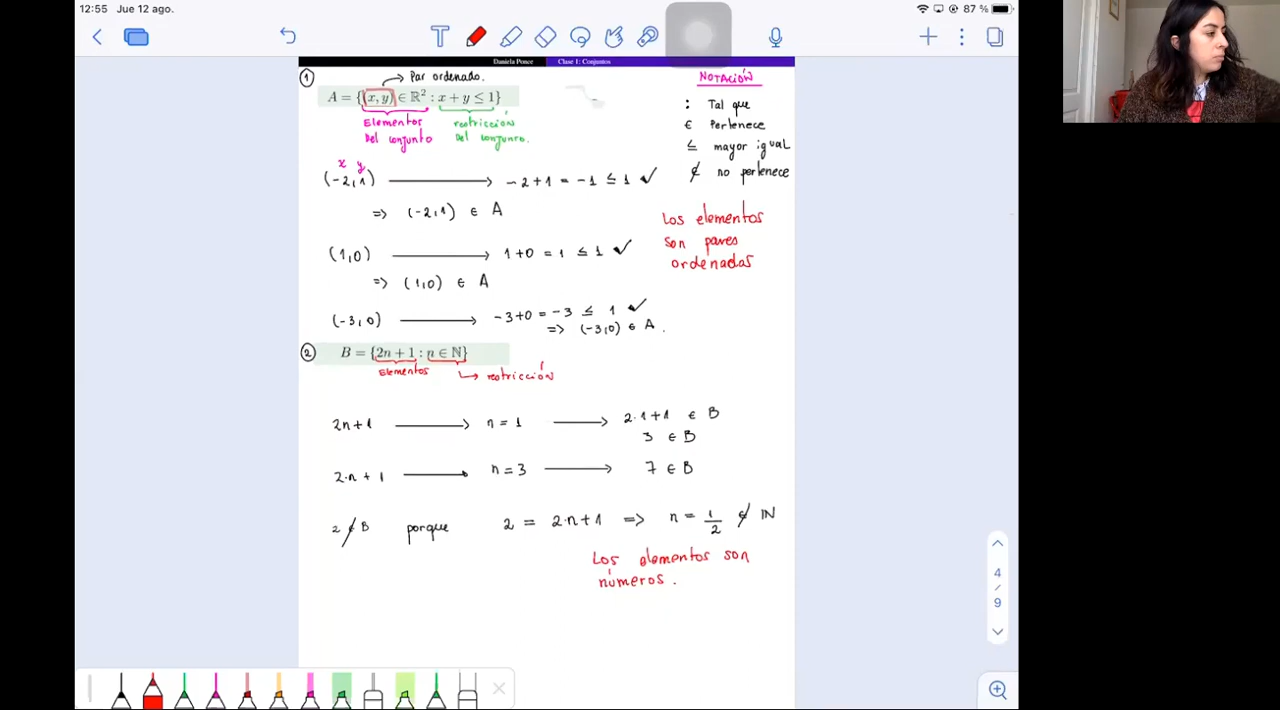 12:55 Jue 12 ago.
87 %
Daniela Ponce Clase 1: Conjuntos
① → Par ordenado.
A = {(x, y) ∈ ℝ² : x + y ≤ 1}
Elementos
Del conjunto
restricción
Del conjunro.
NOTACIÓN
: Tal que
∈ Pertenece
≤ mayor igual
∉ no pertenece
x y
(-2,1) → -2+1 = -1 ≤ 1 ✓
=> (-2,1) ∈ A
Los elementos
son pares
ordenadas
(1,0) → 1+0 = 1 ≤ 1 ✓
=> (1,0) ∈ A
(-3,0) → -3+0 = -3 ≤ 1 ✓
=> (-3,0) ∈ A.
② B = {2n + 1 : n ∈ ℕ}
Elementos ↳ restricción
2n+1 → n = 1 → 2·1+1 ∈ B
3 ∈ B
2·n + 1 → n = 3 → 7 ∈ B
2 ∉ B porque 2 = 2·n+1 => n = 1/2 ∉ ℕ
Los elementos son
números.
4
/
9